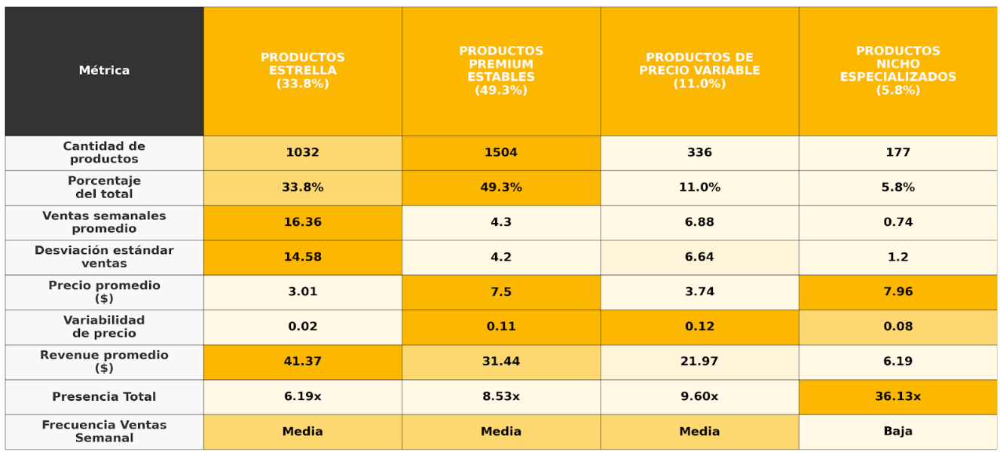 Métrica
PRODUCTOS
ESTRELLA
(33.8%)
PRODUCTOS
PREMIUM
ESTABLES
(49.3%)
PRODUCTOS DE
PRECIO VARIABLE
(11.0%)
PRODUCTOS
NICHO
ESPECIALIZADOS
(5.8%)
Cantidad de
productos
1032
1504
336
177
Porcentaje
del total
33.8%
49.3%
11.0%
5.8%
Ventas semanales
promedio
16.36
4.3
6.88
0.74
Desviación estándar
ventas
14.58
4.2
6.64
1.2
Precio promedio
($)
3.01
7.5
3.74
7.96
Variabilidad
de precio
0.02
0.11
0.12
0.08
Revenue promedio
($)
41.37
31.44
21.97
6.19
Presencia Total
6.19x
8.53x
9.60x
36.13x
Frecuencia Ventas
Semanal
Media
Media
Media
Baja